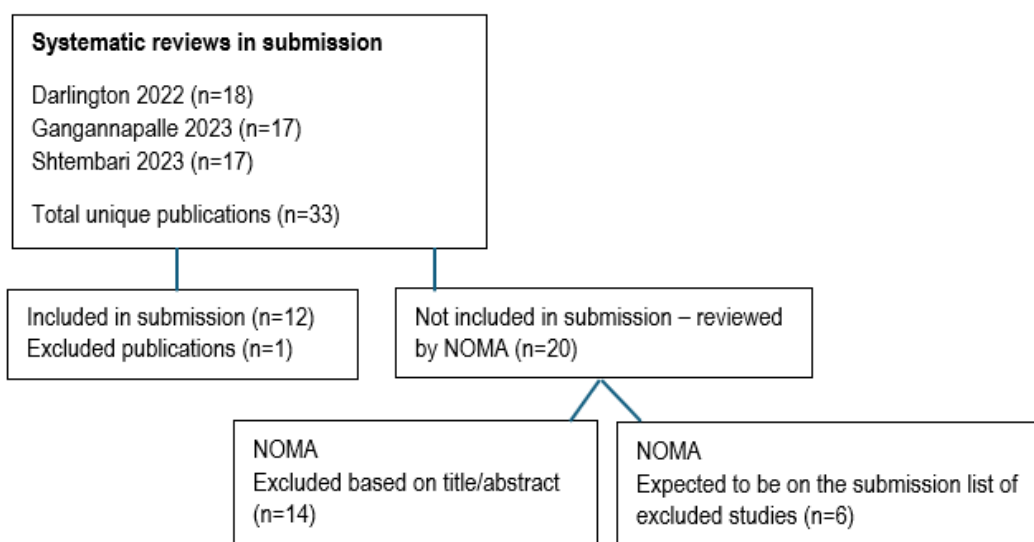 Systematic reviews in submission
Darlington 2022 (n=18)
Gangannapalle 2023 (n=17)
Shtembari 2023 (n=17)
Total unique publications (n=33)
Included in submission (n=12)
Excluded publications (n=1)
Not included in submission – reviewed
by NOMA (n=20)
NOMA
Excluded based on title/abstract
(n=14)
NOMA
Expected to be on the submission list of
excluded studies (n=6)